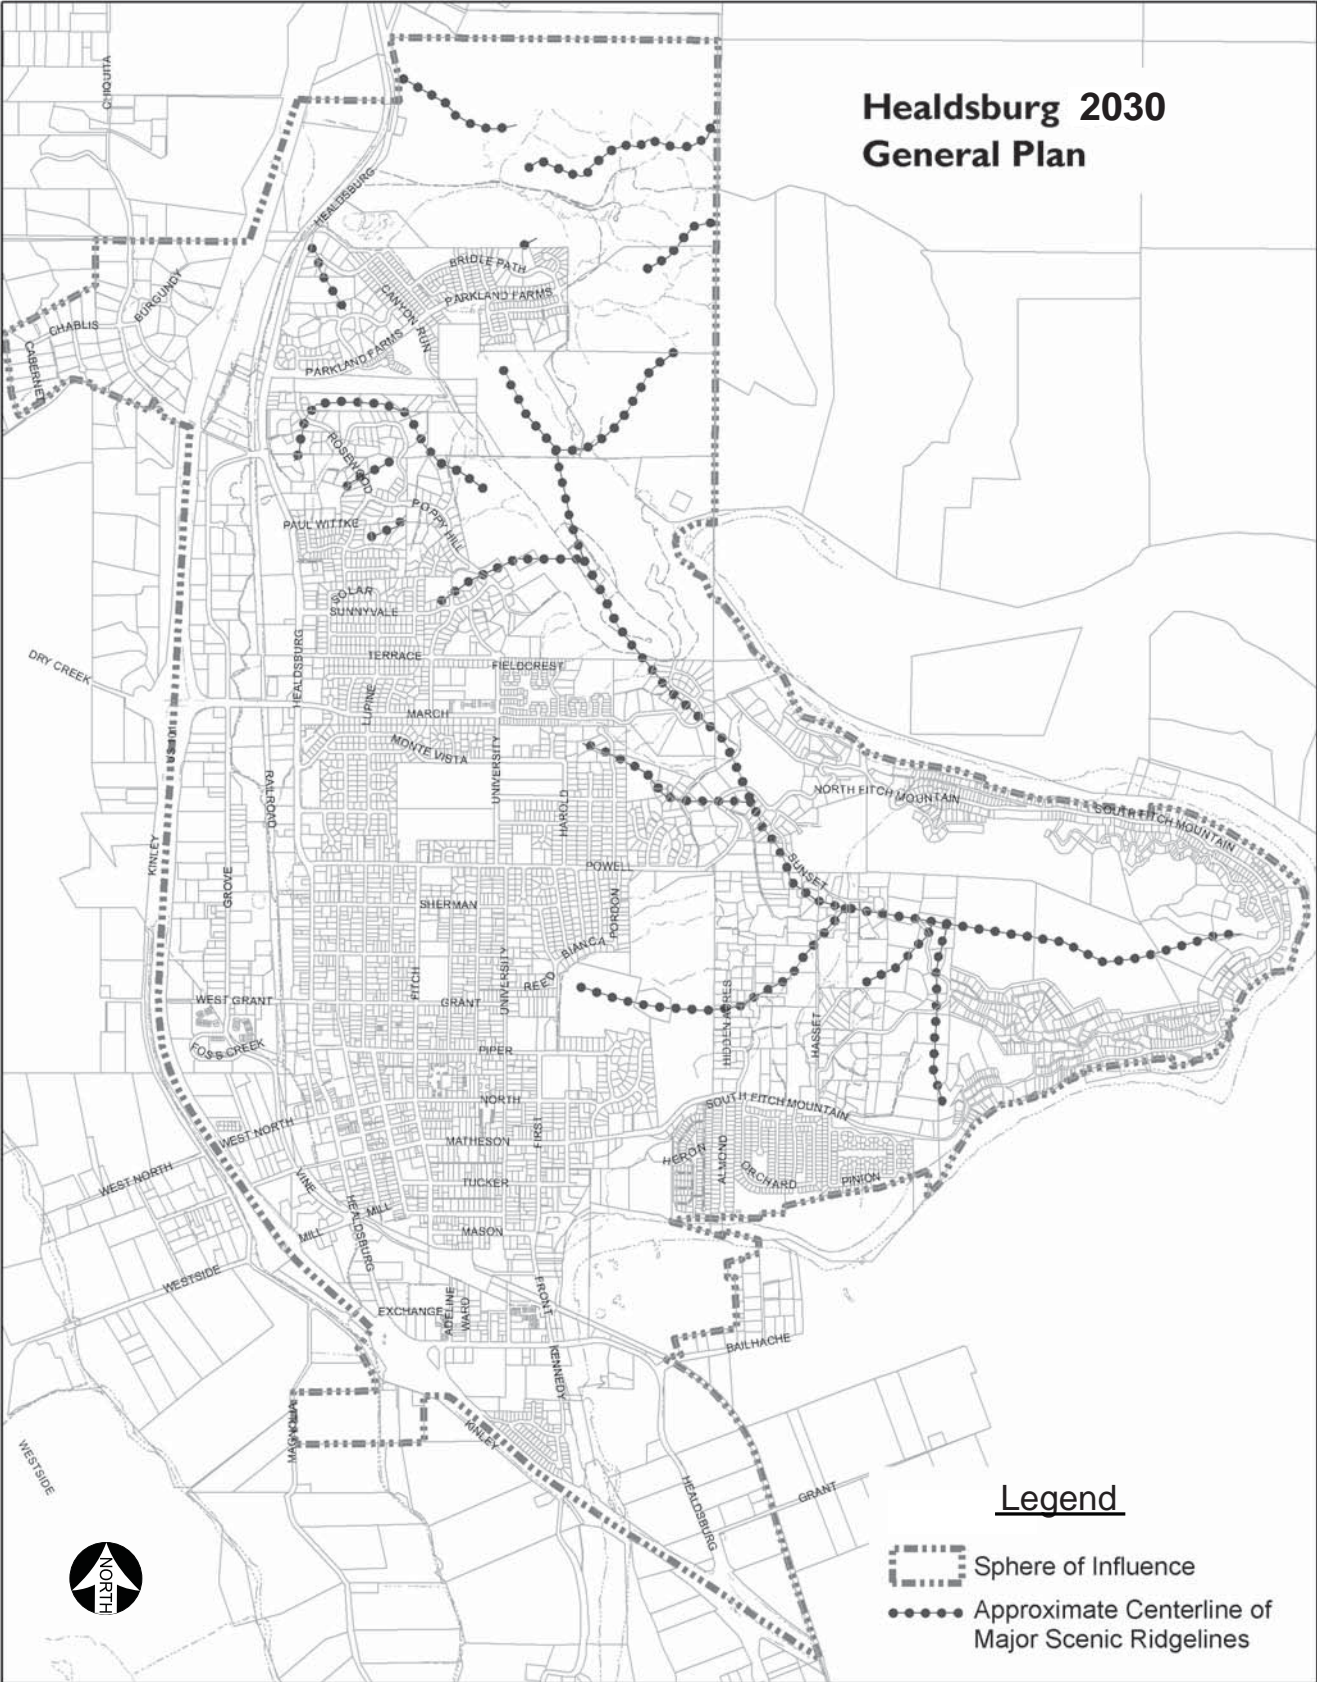 Healdsburg 2030
General Plan
CHIQUITA
HEALDSBURG
BRIDLE PATH
BURGUNDY
CANYON RUN
PARKLAND FARMS
CHABLIS
CABERNET
PARKLAND FARMS
ROSEWOOD
POPPY HILL
PAUL WITTKE
SOLAR
SUNNYVALE
DRY CREEK
HEALDSBURG
TERRACE
FIELDCREST
LUPINE
MARCH
MONTE VISTA
UNIVERSITY
RAILROAD
HAROLD
NORTH FITCH MOUNTAIN
SOUTH FITCH MOUNTAIN
KINLEY
GROVE
POWELL
SUNSET
SHERMAN
PORDON
BIANCA
FITCH
UNIVERSITY
REED
WEST GRANT
GRANT
HIDDEN ACRES
HASSET
FOSS CREEK
PIPER
NORTH
SOUTH FITCH MOUNTAIN
WEST NORTH
MATHESON
FIRST
HERON
ALMOND
ORCHARD
PINION
WEST NORTH
VINE
TUCKER
HEALDSBURG
MILL
MILL
MASON
WESTSIDE
EXCHANGE
ADELINE
WARD
FRONT
BAILHACHE
KENNEDY
MAGNOLIA
KINLEY
WESTSIDE
HEALDSBURG
GRANT
NORTH
Legend
Sphere of Influence
Approximate Centerline of
Major Scenic Ridgelines